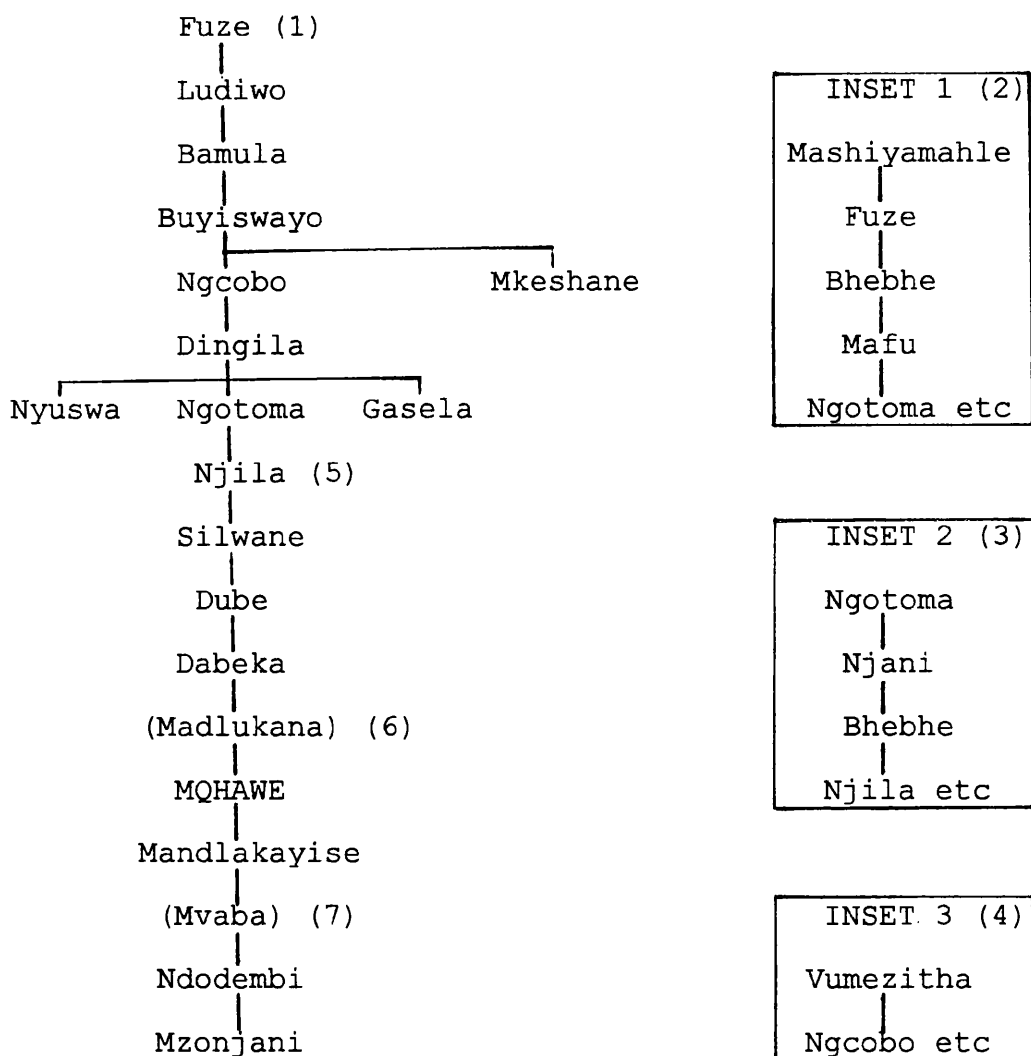 Fuze (1)
Ludiwo
Bamula
Buyiswayo
Ngcobo Mkeshane
Dingila
Nyuswa Ngotoma Gasela
Njila (5)
Silwane
Dube
Dabeka
(Madlukana) (6)
MQHAWE
Mandlakayise
(Mvaba) (7)
Ndodembi
Mzonjani
INSET 1 (2)
Mashiyamahle
Fuze
Bhebhe
Mafu
Ngotoma etc
INSET 2 (3)
Ngotoma
Njani
Bhebhe
Njila etc
INSET 3 (4)
Vumezitha
Ngcobo etc